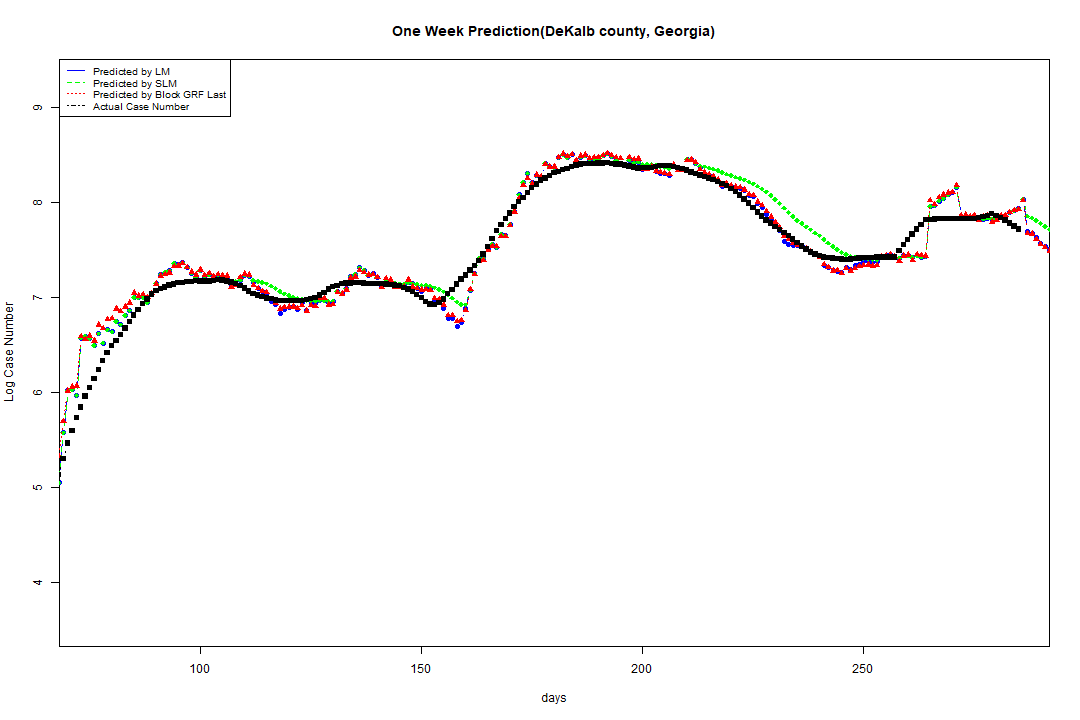 One Week Prediction(DeKalb county, Georgia)
Predicted by LM
Predicted by SLM
Predicted by Block GRF Last
Actual Case Number
9
8
7
6
5
4
Log Case Number
100 150 200 250
days